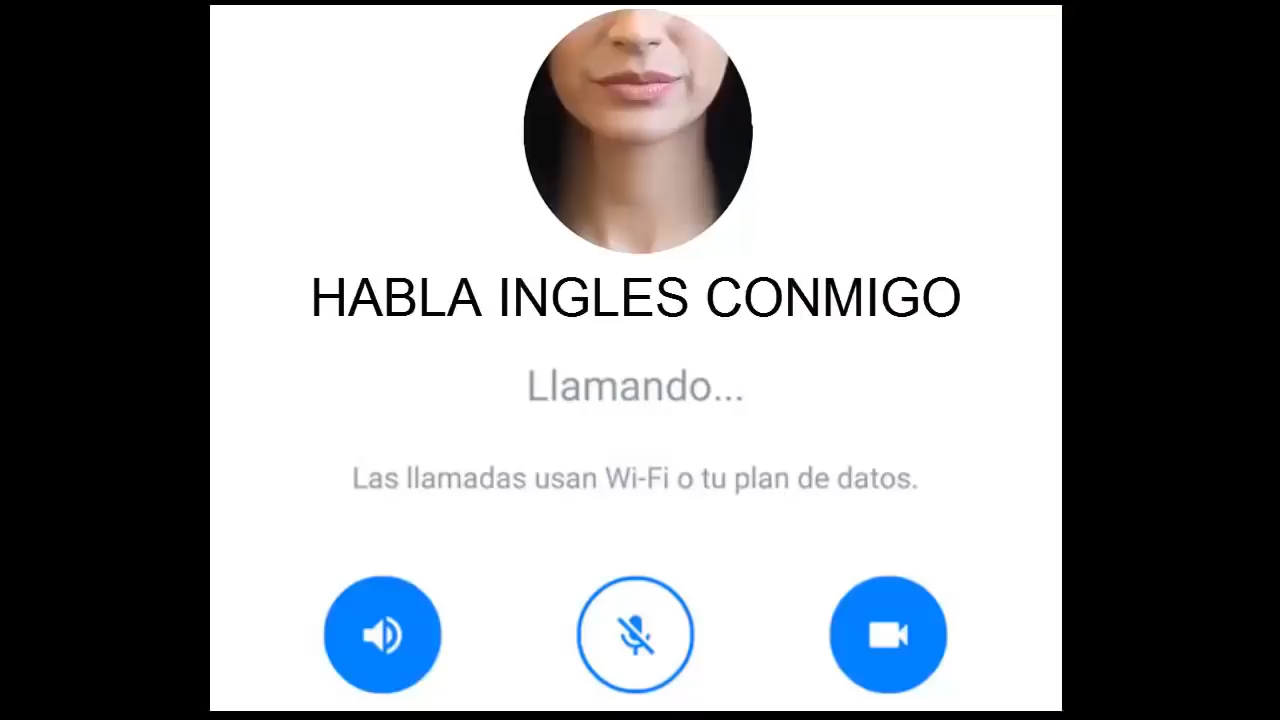 HABLA INGLES CONMIGO
Llamando...
Las llamadas usan Wi-Fi o tu plan de datos.